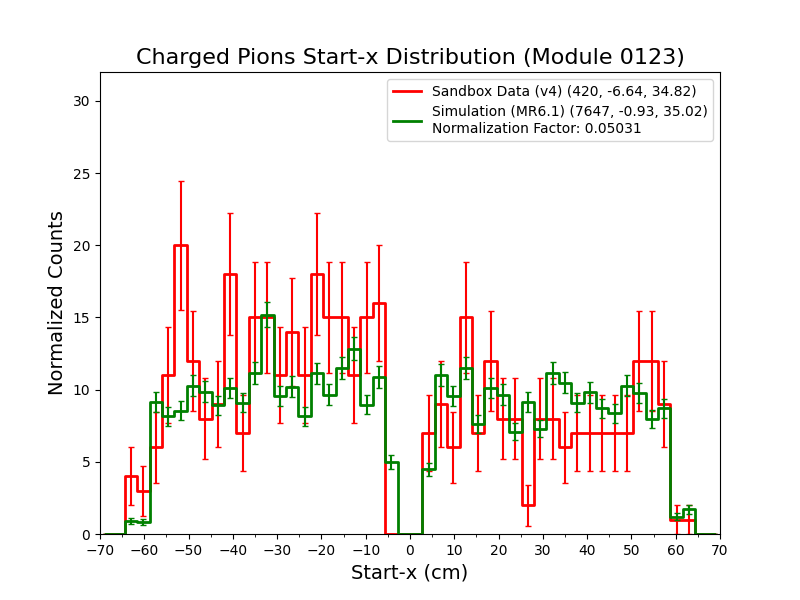 Charged Pions Start-x Distribution (Module 0123)
Sandbox Data (v4) (420, -6.64, 34.82)
Simulation (MR6.1) (7647, -0.93, 35.02)
Normalization Factor: 0.05031
Normalized Counts
30
25
20
15
10
5
0
−70 −60 −50 −40 −30 −20 −10 0 10 20 30 40 50 60 70
Start-x (cm)